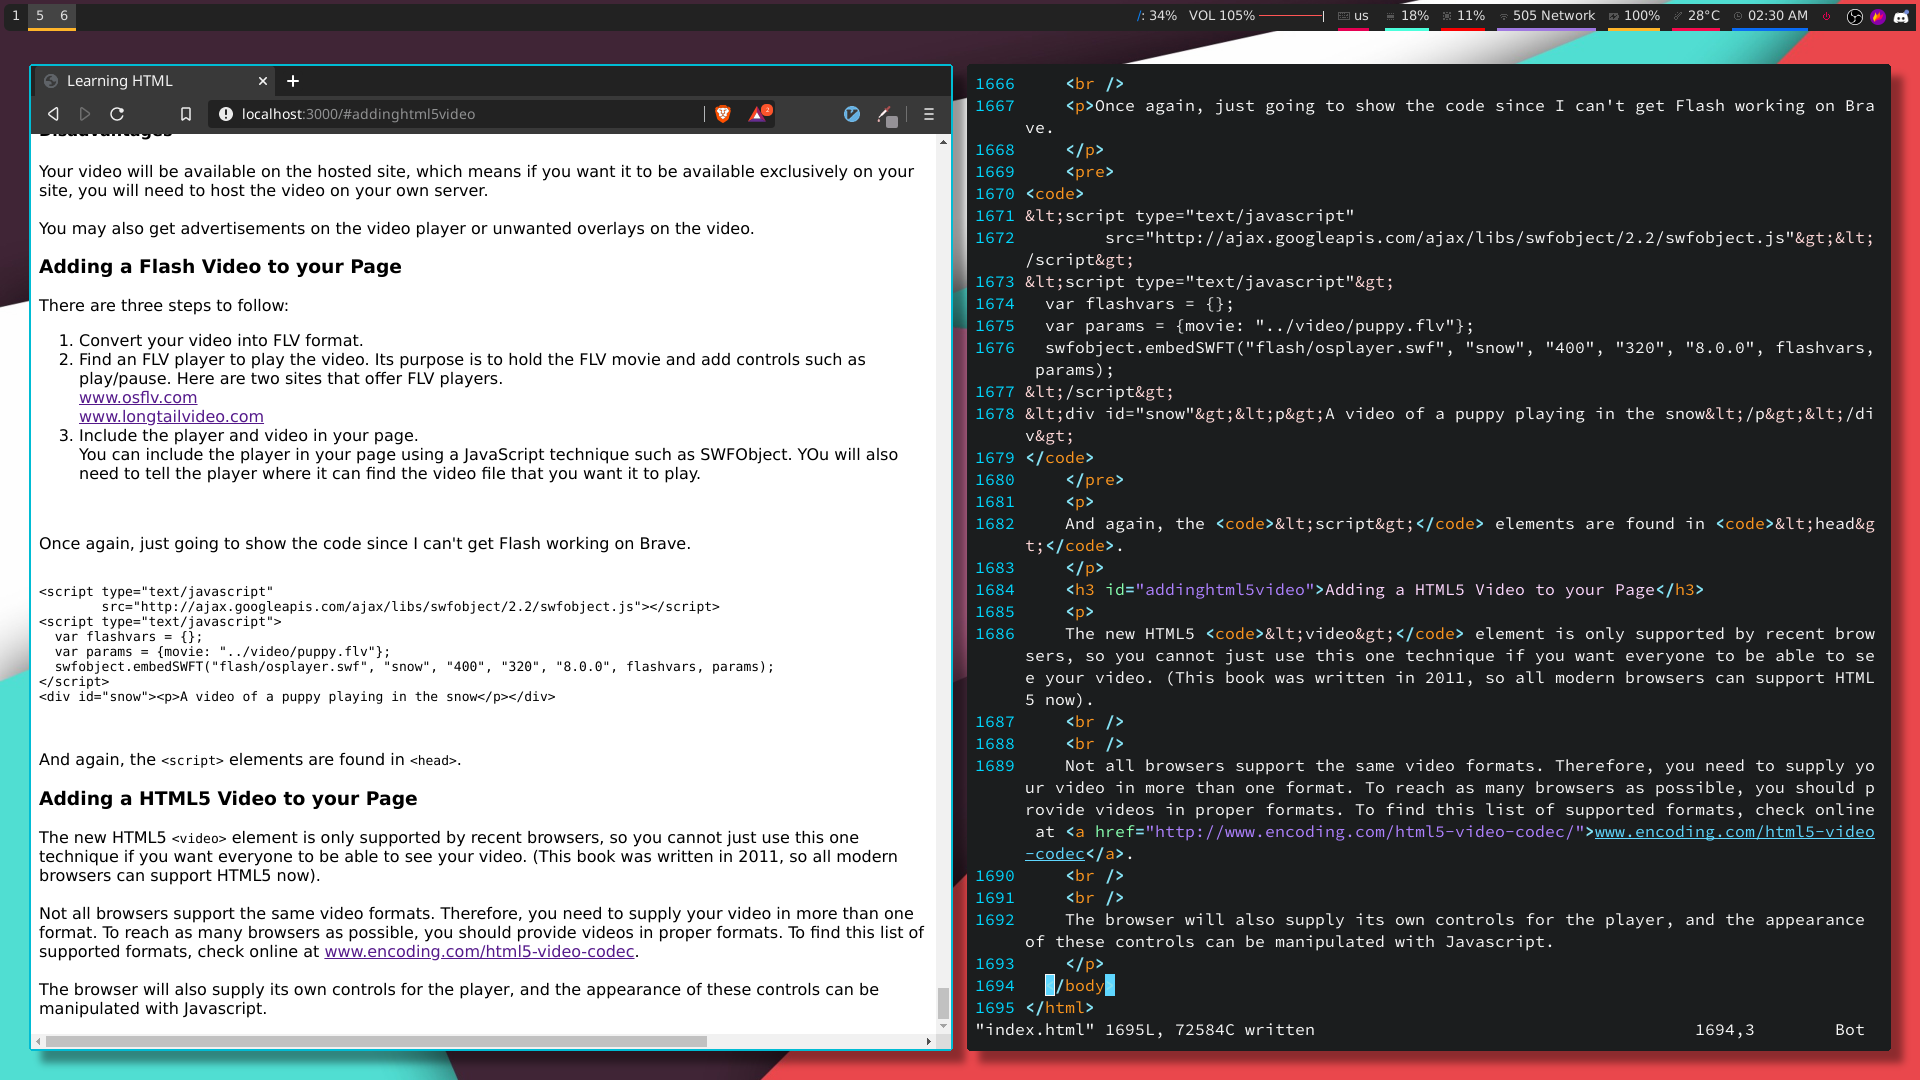 1 5 6
/: 34% VOL 105% us 18% 11% 505 Network 100% 28°C 02:30 AM
Learning HTML
localhost:3000/#addinghtml5video
2
Disadvantages
Your video will be available on the hosted site, which means if you want it to be available exclusively on your
site, you will need to host the video on your own server.
You may also get advertisements on the video player or unwanted overlays on the video.
Adding a Flash Video to your Page
There are three steps to follow:
1. Convert your video into FLV format.
2. Find an FLV player to play the video. Its purpose is to hold the FLV movie and add controls such as
play/pause. Here are two sites that offer FLV players.
www.osflv.com
www.longtailvideo.com
3. Include the player and video in your page.
You can include the player in your page using a JavaScript technique such as SWFObject. YOu will also
need to tell the player where it can find the video file that you want it to play.
Once again, just going to show the code since I can't get Flash working on Brave.
<script type="text/javascript"
        src="http://ajax.googleapis.com/ajax/libs/swfobject/2.2/swfobject.js"></script>
<script type="text/javascript">
  var flashvars = {};
  var params = {movie: "../video/puppy.flv"};
  swfobject.embedSWFT("flash/osplayer.swf", "snow", "400", "320", "8.0.0", flashvars, params);
</script>
<div id="snow"><p>A video of a puppy playing in the snow</p></div>
And again, the <script> elements are found in <head>.
Adding a HTML5 Video to your Page
The new HTML5 <video> element is only supported by recent browsers, so you cannot just use this one
technique if you want everyone to be able to see your video. (This book was written in 2011, so all modern
browsers can support HTML5 now).
Not all browsers support the same video formats. Therefore, you need to supply your video in more than one
format. To reach as many browsers as possible, you should provide videos in proper formats. To find this list of
supported formats, check online at www.encoding.com/html5-video-codec.
The browser will also supply its own controls for the player, and the appearance of these controls can be
manipulated with Javascript.
1666     <br />
1667     <p>Once again, just going to show the code since I can't get Flash working on Bra
ve.
1668     </p>
1669     <pre>
1670 <code>
1671 &lt;script type="text/javascript"
1672         src="http://ajax.googleapis.com/ajax/libs/swfobject/2.2/swfobject.js"&gt;&lt;
/script&gt;
1673 &lt;script type="text/javascript"&gt;
1674   var flashvars = {};
1675   var params = {movie: "../video/puppy.flv"};
1676   swfobject.embedSWFT("flash/osplayer.swf", "snow", "400", "320", "8.0.0", flashvars,
 params);
1677 &lt;/script&gt;
1678 &lt;div id="snow"&gt;&lt;p&gt;A video of a puppy playing in the snow&lt;/p&gt;&lt;/di
v&gt;
1679 </code>
1680     </pre>
1681     <p>
1682     And again, the <code>&lt;script&gt;</code> elements are found in <code>&lt;head&g
t;</code>.
1683     </p>
1684     <h3 id="addinghtml5video">Adding a HTML5 Video to your Page</h3>
1685     <p>
1686     The new HTML5 <code>&lt;video&gt;</code> element is only supported by recent brow
sers, so you cannot just use this one technique if you want everyone to be able to se
e your video. (This book was written in 2011, so all modern browsers can support HTML
5 now).
1687     <br />
1688     <br />
1689     Not all browsers support the same video formats. Therefore, you need to supply yo
ur video in more than one format. To reach as many browsers as possible, you should p
rovide videos in proper formats. To find this list of supported formats, check online
 at <a href="http://www.encoding.com/html5-video-codec/">www.encoding.com/html5-video
-codec</a>.
1690     <br />
1691     <br />
1692     The browser will also supply its own controls for the player, and the appearance
of these controls can be manipulated with Javascript.
1693     </p>
1694   </body>
1695 </html>
"index.html" 1695L, 72584C written 1694,3 Bot